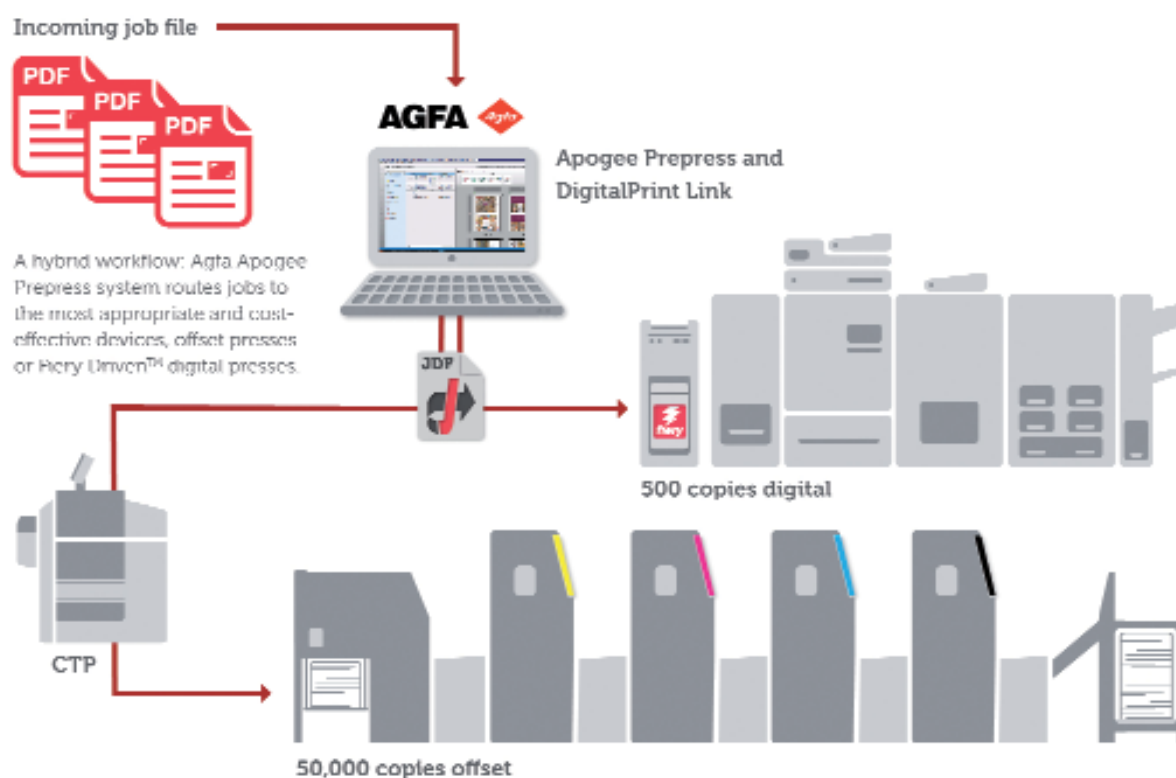 Incoming job file
PDF
PDF
PDF
AGFA
Agfa
Apogee Prepress and
DigitalPrint Link
A hybrid workflow: Agfa Apogee
Prepress system routes jobs to
the most appropriate and cost-
effective devices, offset presses
or Fiery Driven™ digital presses.
JDF
fiery
500 copies digital
CTP
50,000 copies offset